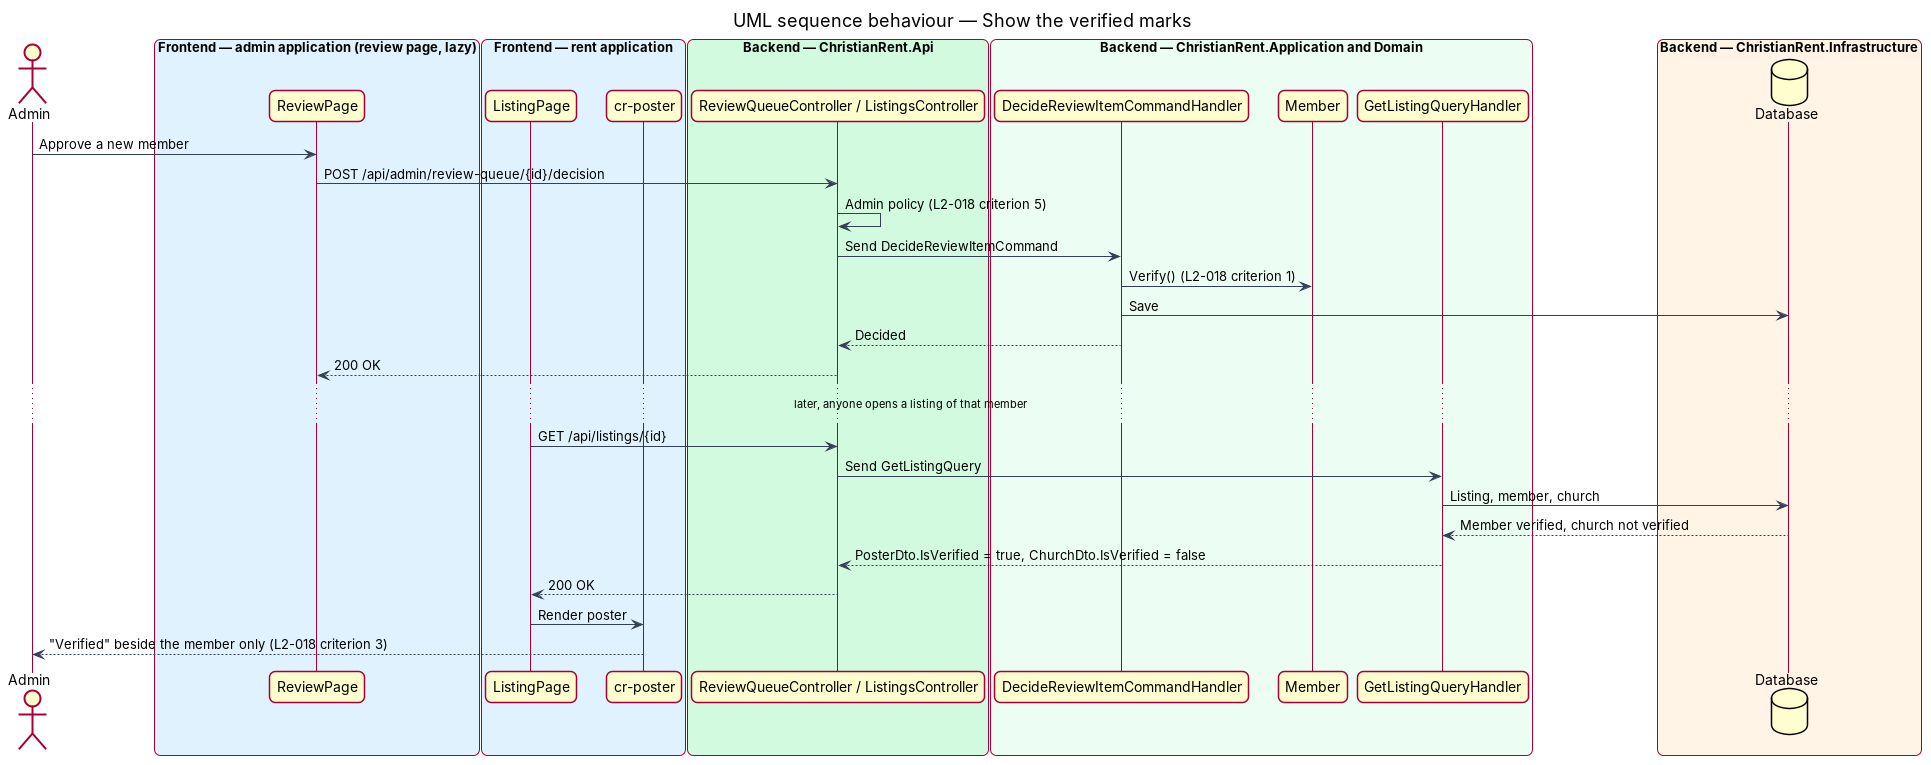 UML sequence behaviour — Show the verified marks
Frontend — admin application (review page, lazy)
Frontend — rent application
Backend — ChristianRent.Api
Backend — ChristianRent.Application and Domain
Backend — ChristianRent.Infrastructure
Admin
ReviewPage
ListingPage
cr-poster
ReviewQueueController / ListingsController
DecideReviewItemCommandHandler
Member
GetListingQueryHandler
Database
Approve a new member
POST /api/admin/review-queue/{id}/decision
Admin policy (L2-018 criterion 5)
Send DecideReviewItemCommand
Verify() (L2-018 criterion 1)
Save
Decided
200 OK
later, anyone opens a listing of that member
GET /api/listings/{id}
Send GetListingQuery
Listing, member, church
Member verified, church not verified
PosterDto.IsVerified = true, ChurchDto.IsVerified = false
200 OK
Render poster
"Verified" beside the member only (L2-018 criterion 3)
Admin
ReviewPage
ListingPage
cr-poster
ReviewQueueController / ListingsController
DecideReviewItemCommandHandler
Member
GetListingQueryHandler
Database